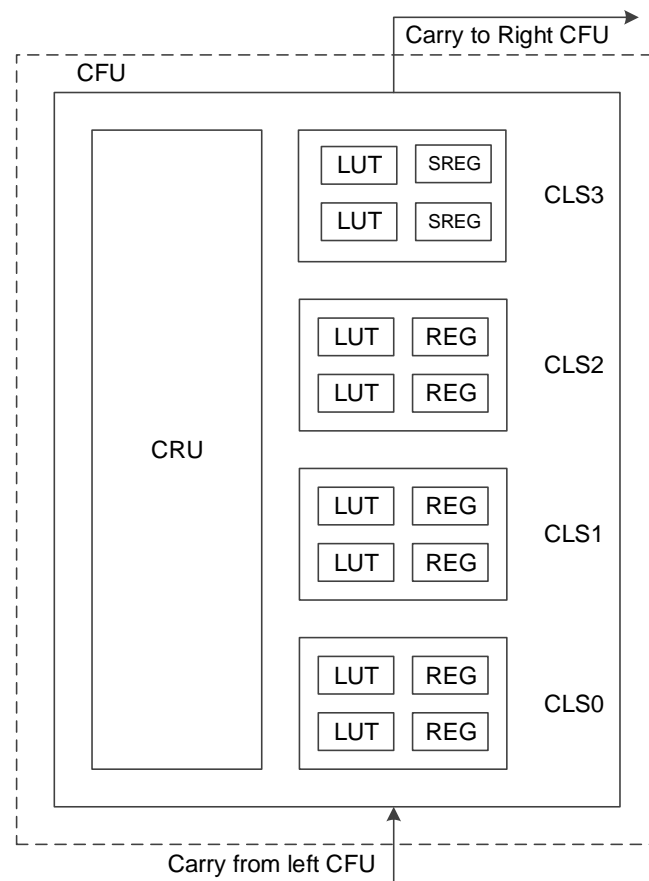 Carry to Right CFU
CFU
LUT SREG
CLS3
LUT SREG
LUT REG
CLS2
LUT REG
CRU
LUT REG
CLS1
LUT REG
LUT REG
CLS0
LUT REG
Carry from left CFU